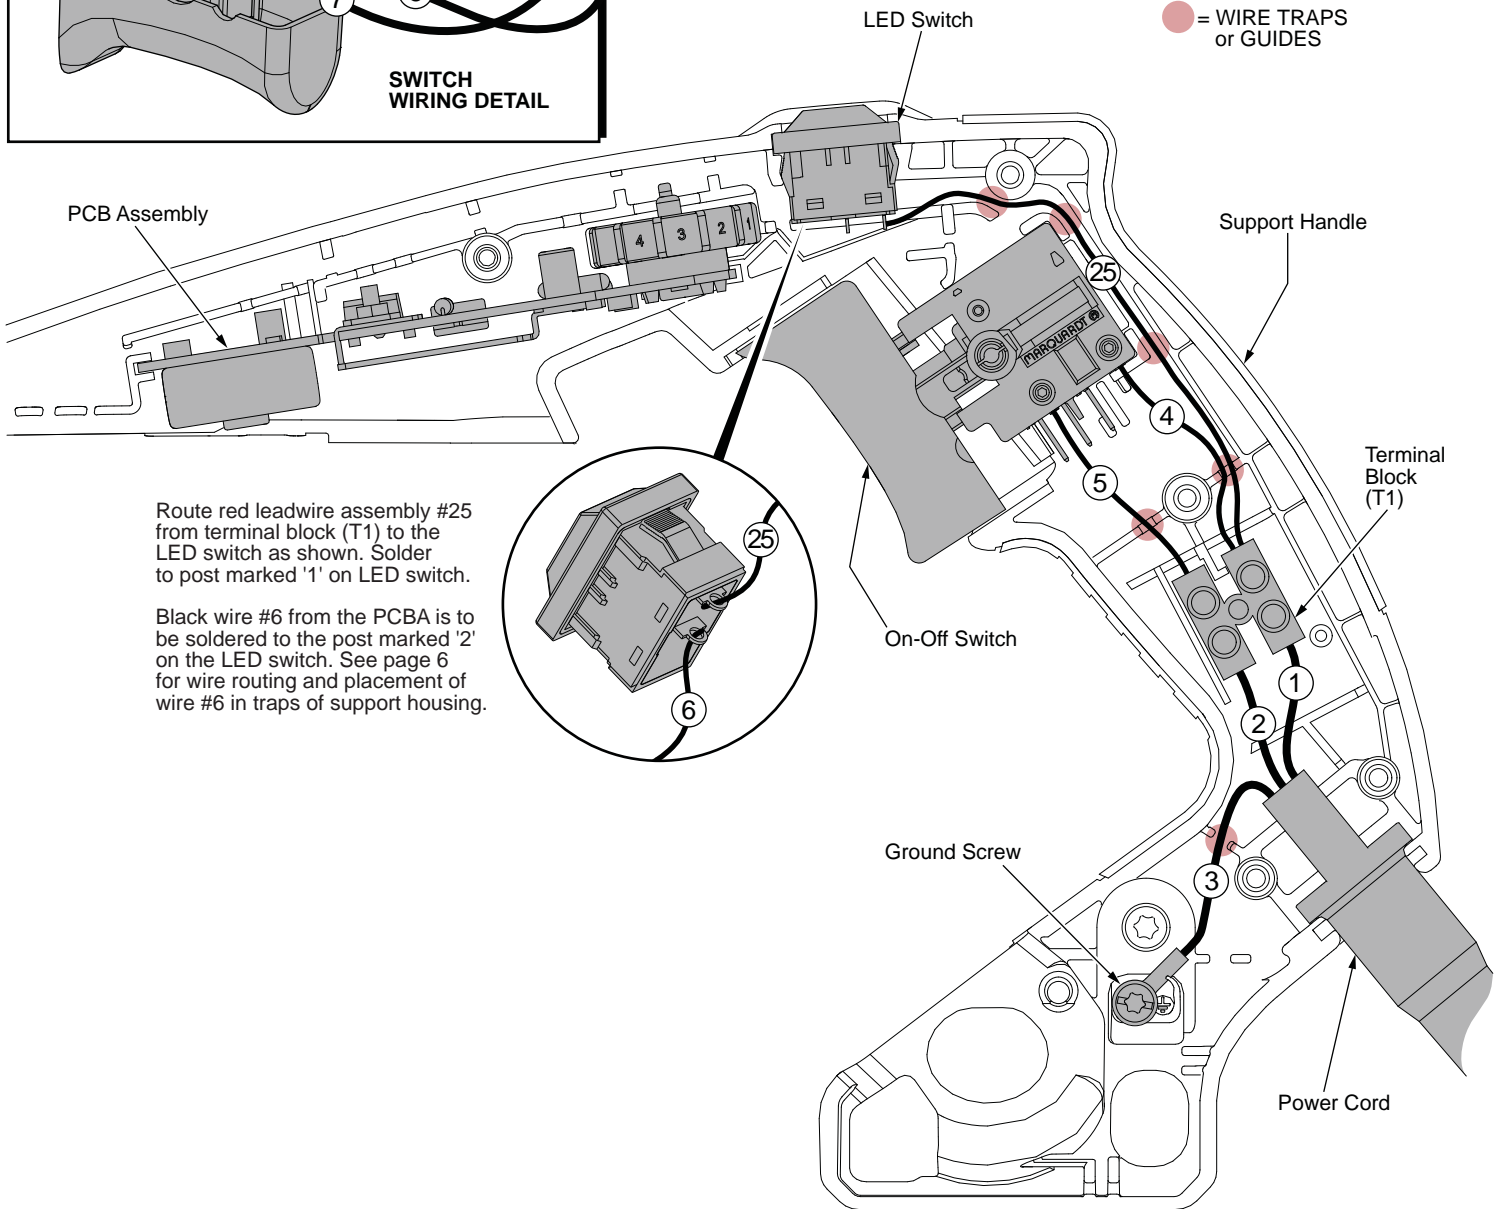 7
SWITCH
WIRING DETAIL
LED Switch
= WIRE TRAPS
or GUIDES
PCB Assembly
4 3 2 1
Support Handle
25
MARQUARDT
4
5
Terminal
Block
(T1)
Route red leadwire assembly #25
from terminal block (T1) to the
LED switch as shown. Solder
to post marked '1' on LED switch.
Black wire #6 from the PCBA is to
be soldered to the post marked '2'
on the LED switch. See page 6
for wire routing and placement of
wire #6 in traps of support housing.
25
6
On-Off Switch
1
2
Ground Screw
3
Power Cord